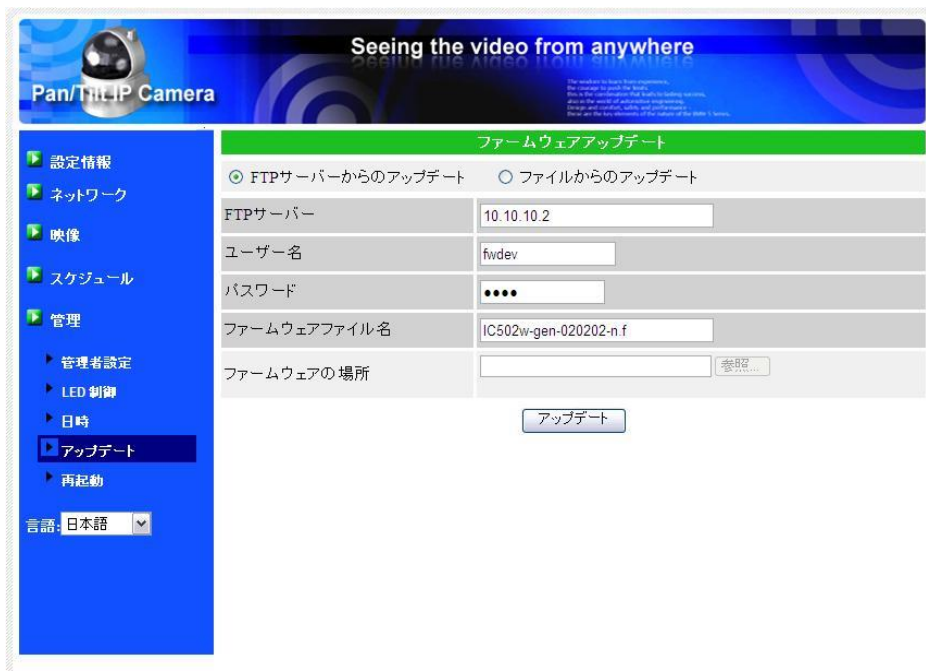 Seeing the video from anywhere
Pan/Tilt IP Camera
設定情報
ネットワーク
映像
スケジュール
管理
管理者設定
LED 制御
日時
アップデート
再起動
言語: 日本語
ファームウェアアップデート
FTPサーバーからのアップデート ファイルからのアップデート
FTPサーバー 10.10.10.2
ユーザー名 fwdev
パスワード ••••
ファームウェアファイル名 IC502w-gen-020202-n.f
ファームウェアの場所 参照...
アップデート